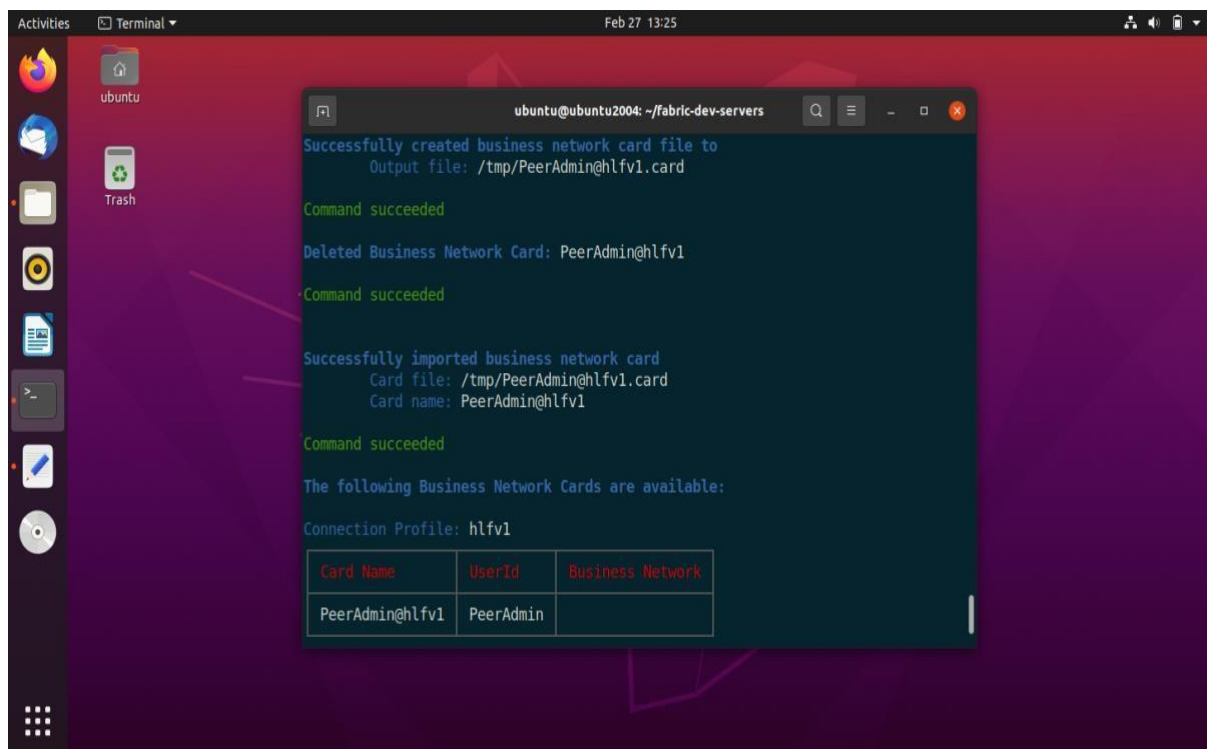 Activities Terminal Feb 27 13:25
ubuntu
Trash
ubuntu@ubuntu2004: ~/fabric-dev-servers
Successfully created business network card file to
Output file: /tmp/PeerAdmin@hlfv1.card
Command succeeded
Deleted Business Network Card: PeerAdmin@hlfv1
Command succeeded
Successfully imported business network card
Card file: /tmp/PeerAdmin@hlfv1.card
Card name: PeerAdmin@hlfv1
Command succeeded
The following Business Network Cards are available:
Connection Profile: hlfv1
Card Name UserId Business Network
PeerAdmin@hlfv1 PeerAdmin